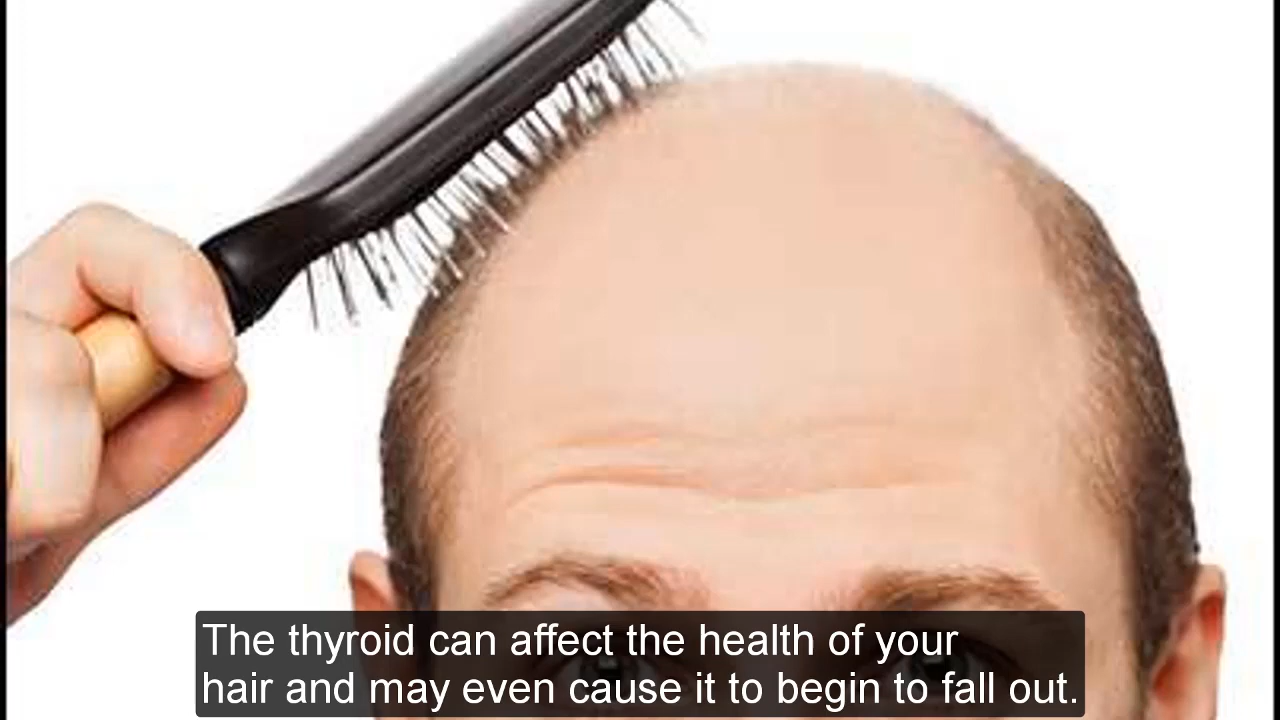 The thyroid can affect the health of your
hair and may even cause it to begin to fall out.